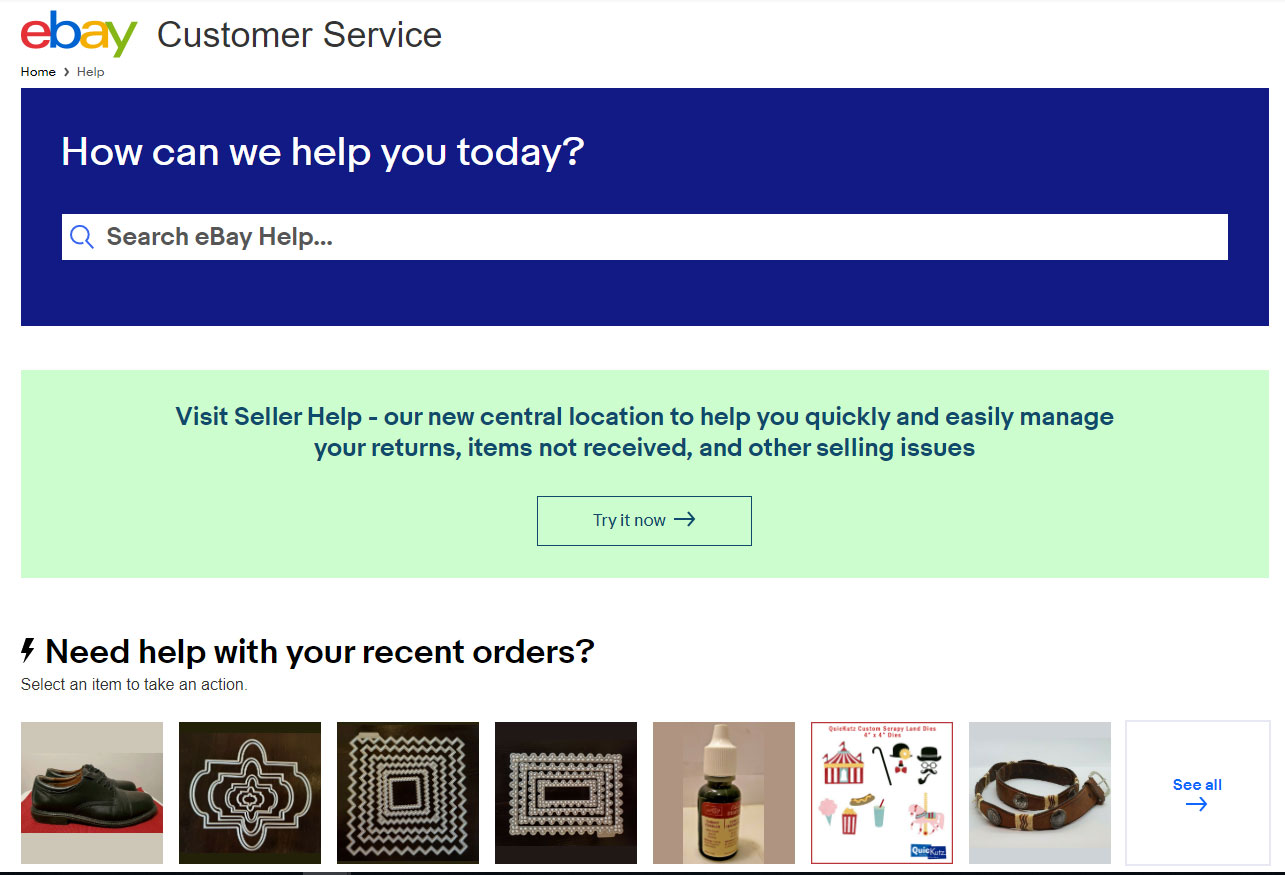 ebay Customer Service
Home > Help
How can we help you today?
Search eBay Help...
Visit Seller Help - our new central location to help you quickly and easily manage
your returns, items not received, and other selling issues
Try it now →
Need help with your recent orders?
Select an item to take an action.
QuicKutz Custom Scrapy Land Dies
4" x 4" Dies
QuicKutz
See all
→